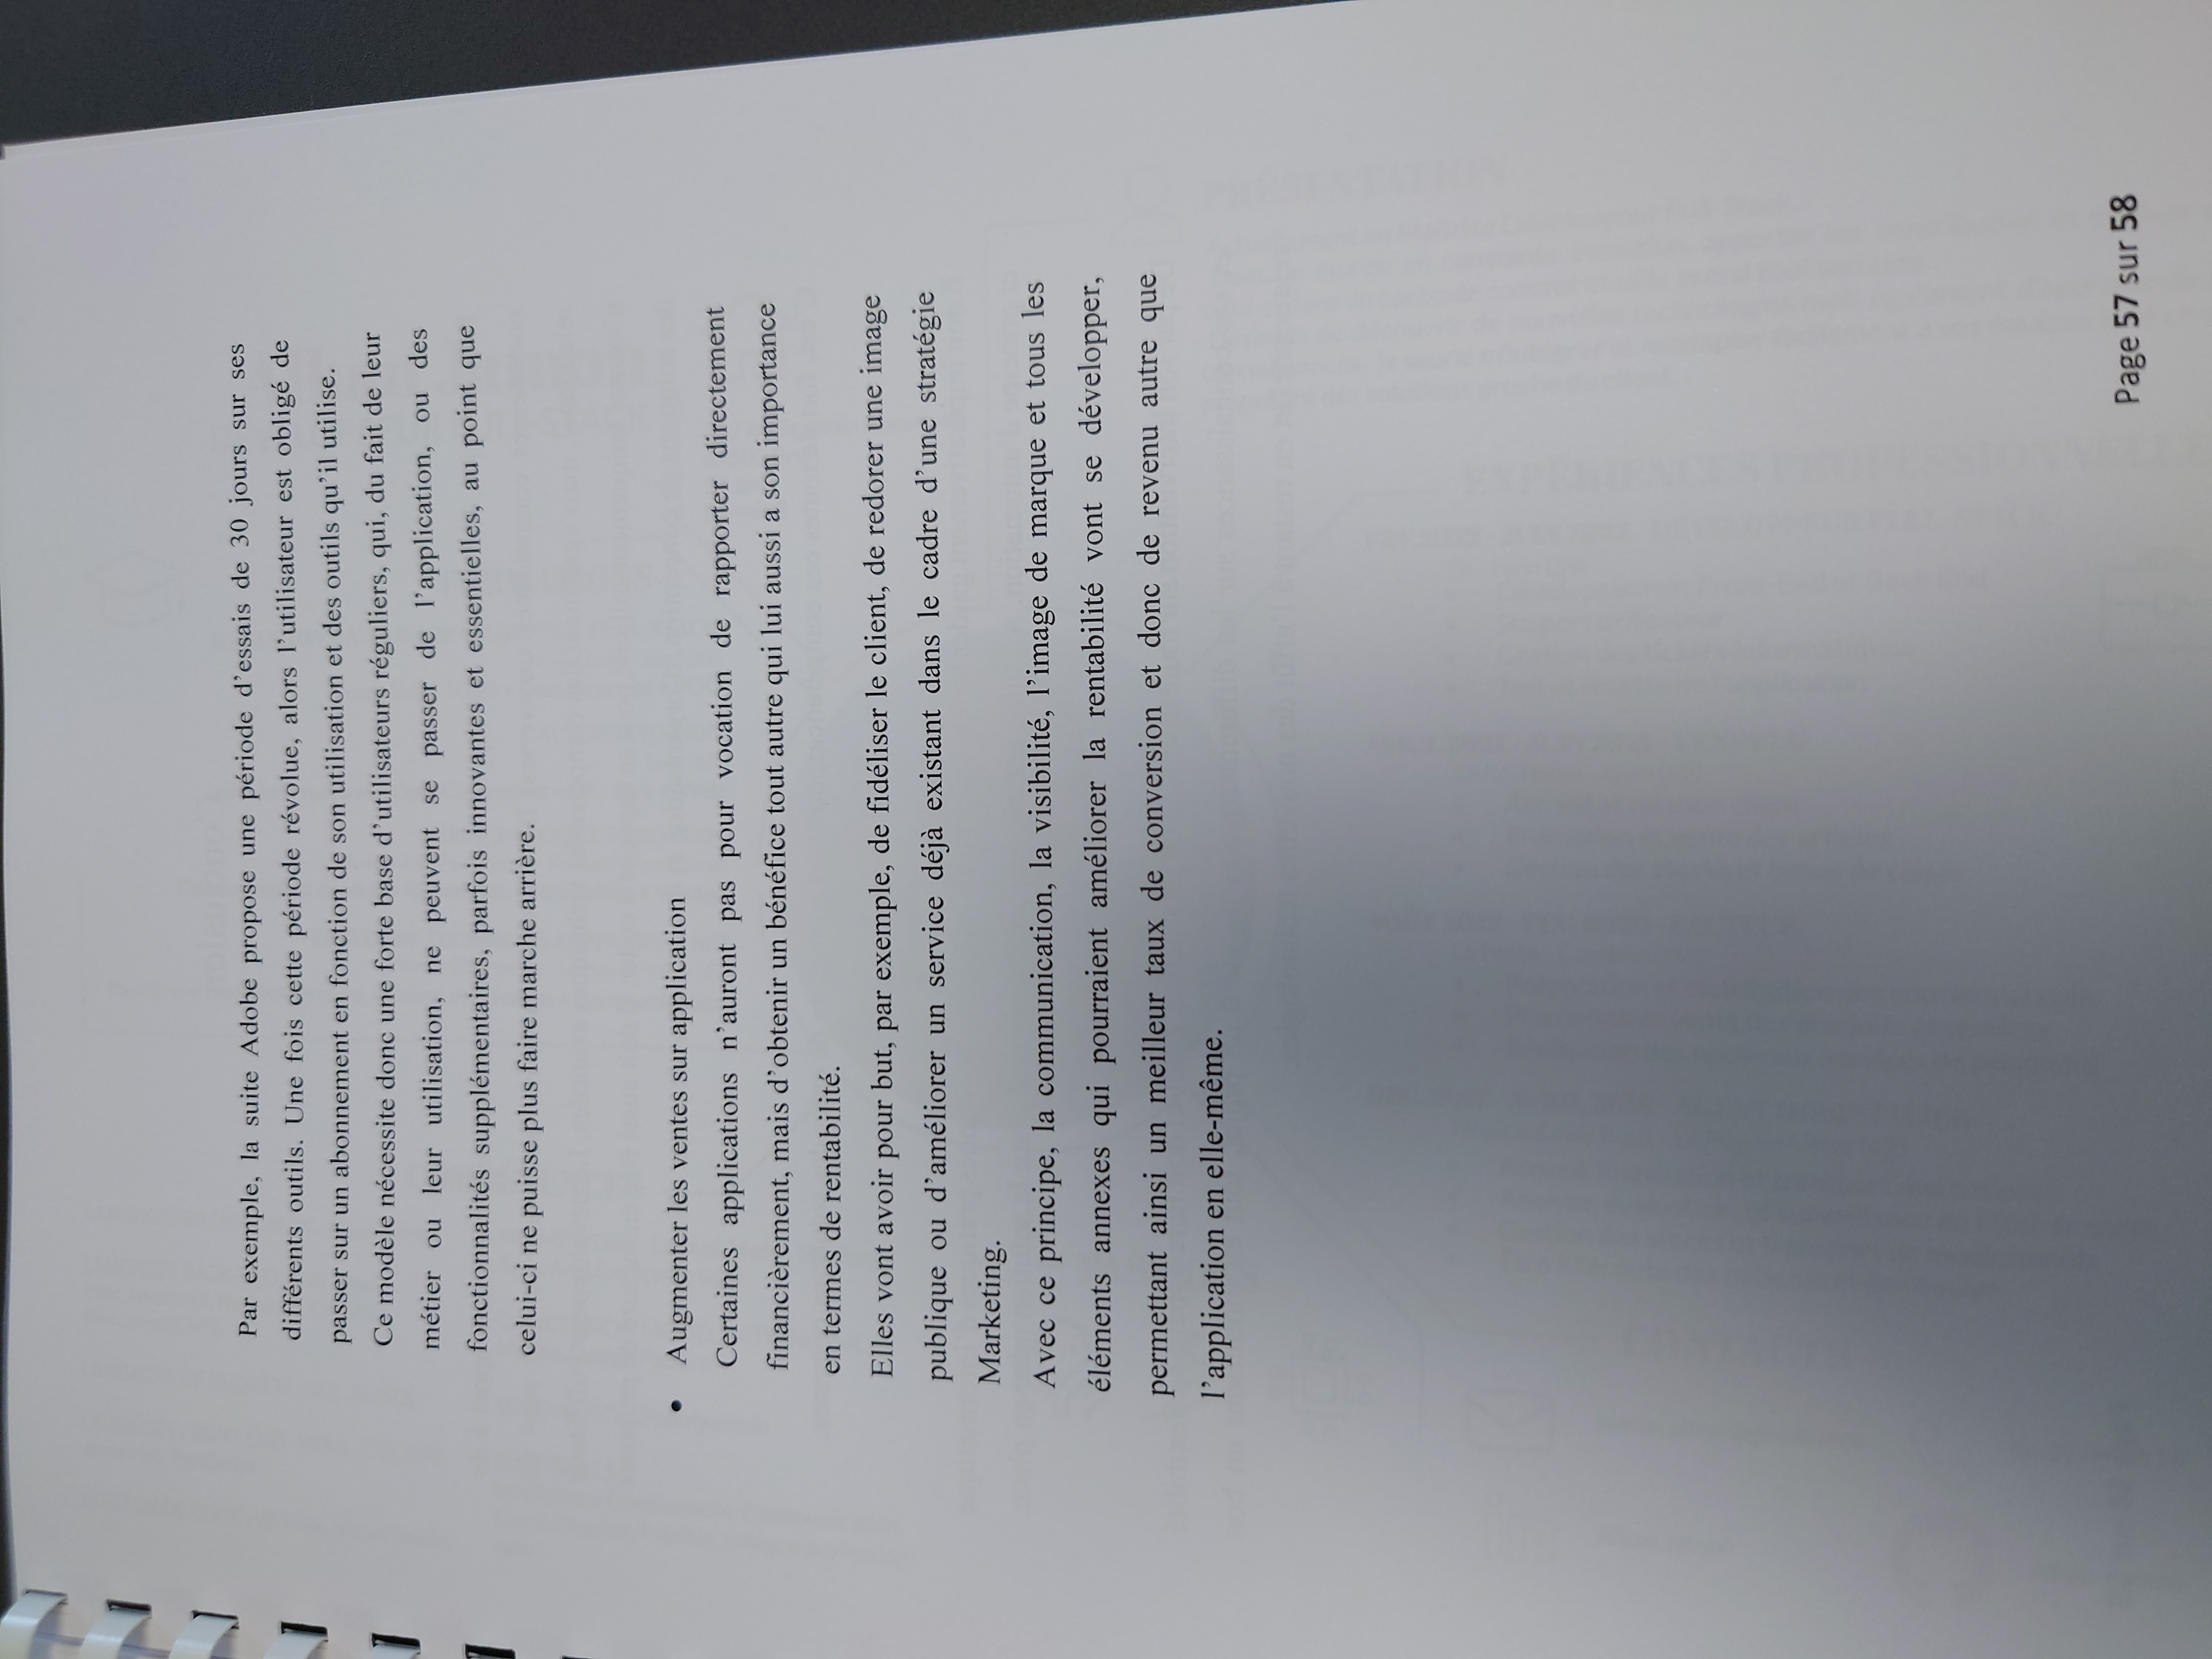 Par exemple, la suite Adobe propose une période d'essais de 30 jours sur ses
différents outils. Une fois cette période révolue, alors l'utilisateur est obligé de
passer sur un abonnement en fonction de son utilisation et des outils qu'il utilise.
Ce modèle nécessite donc une forte base d'utilisateurs réguliers, qui, du fait de leur
métier ou leur utilisation, ne peuvent se passer de l'application, ou des
fonctionnalités supplémentaires, parfois innovantes et essentielles, au point que
celui-ci ne puisse plus faire marche arrière.
• Augmenter les ventes sur application
Certaines applications n'auront pas pour vocation de rapporter directement
financièrement, mais d'obtenir un bénéfice tout autre qui lui aussi a son importance
en termes de rentabilité.
Elles vont avoir pour but, par exemple, de fidéliser le client, de redorer une image
publique ou d'améliorer un service déjà existant dans le cadre d'une stratégie
Marketing.
Avec ce principe, la communication, la visibilité, l'image de marque et tous les
éléments annexes qui pourraient améliorer la rentabilité vont se développer,
permettant ainsi un meilleur taux de conversion et donc de revenu autre que
l'application en elle-même.
Page 57 sur 58